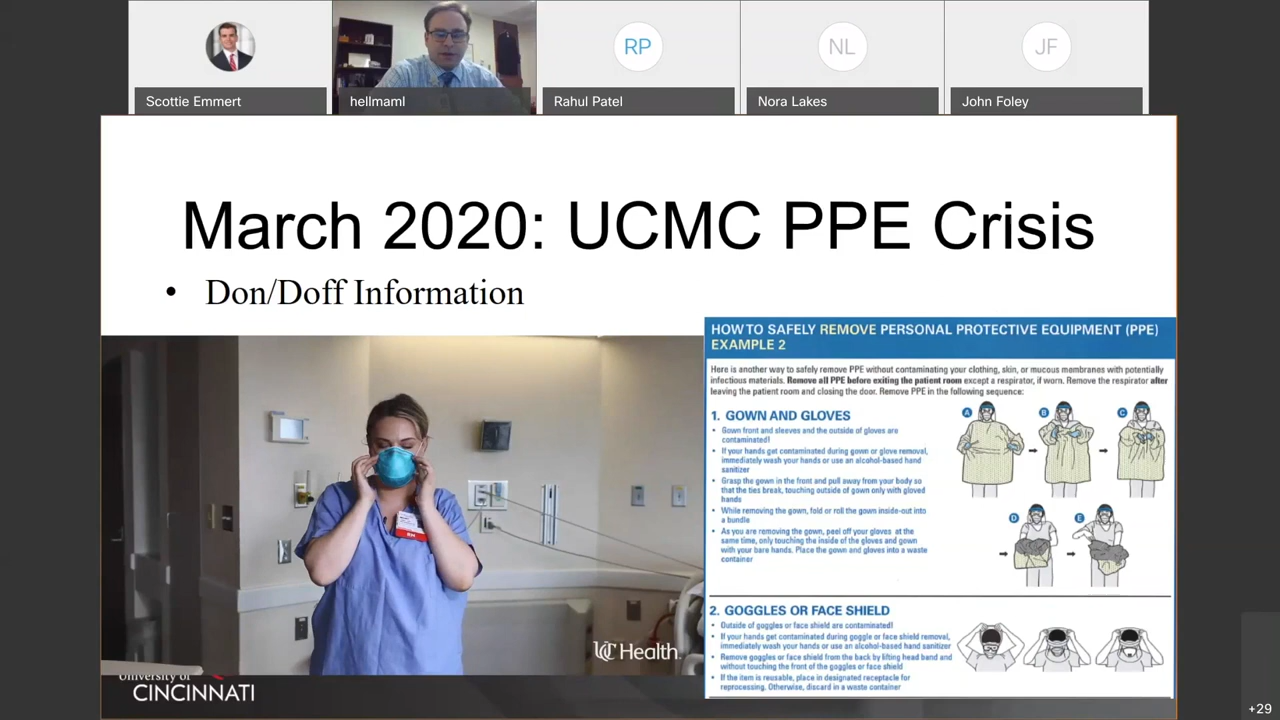 Scottie Emmert
hellmaml
RP
Rahul Patel
NL
Nora Lakes
JF
John Foley
March 2020: UCMC PPE Crisis
• Don/Doff Information
RN
UC Health
University of
CINCINNATI
HOW TO SAFELY REMOVE PERSONAL PROTECTIVE EQUIPMENT (PPE)
EXAMPLE 2
Here is another way to safely remove PPE without contaminating your clothing, skin, or mucous membranes with potentially
infectious materials. Remove all PPE before exiting the patient room except a respirator, if worn. Remove the respirator after
leaving the patient room and closing the door. Remove PPE in the following sequence:
1. GOWN AND GLOVES
• Gown front and sleeves and the outside of gloves are
contaminated!
• If your hands get contaminated during gown or glove removal,
immediately wash your hands or use an alcohol-based hand
sanitizer
• Grasp the gown in the front and pull away from your body so
that the ties break, touching outside of gown only with gloved
hands
• While removing the gown, fold or roll the gown inside-out into
a bundle
• As you are removing the gown, peel off your gloves at the
same time, only touching the inside of the gloves and gown
with your bare hands. Place the gown and gloves into a waste
container
A
B
C
D
E
2. GOGGLES OR FACE SHIELD
• Outside of goggles or face shield are contaminated!
• If your hands get contaminated during goggle or face shield removal,
immediately wash your hands or use an alcohol-based hand sanitizer
• Remove goggles or face shield from the back by lifting head band and
without touching the front of the goggles or face shield
• If the item is reusable, place in designated receptacle for
reprocessing. Otherwise, discard in a waste container
+29